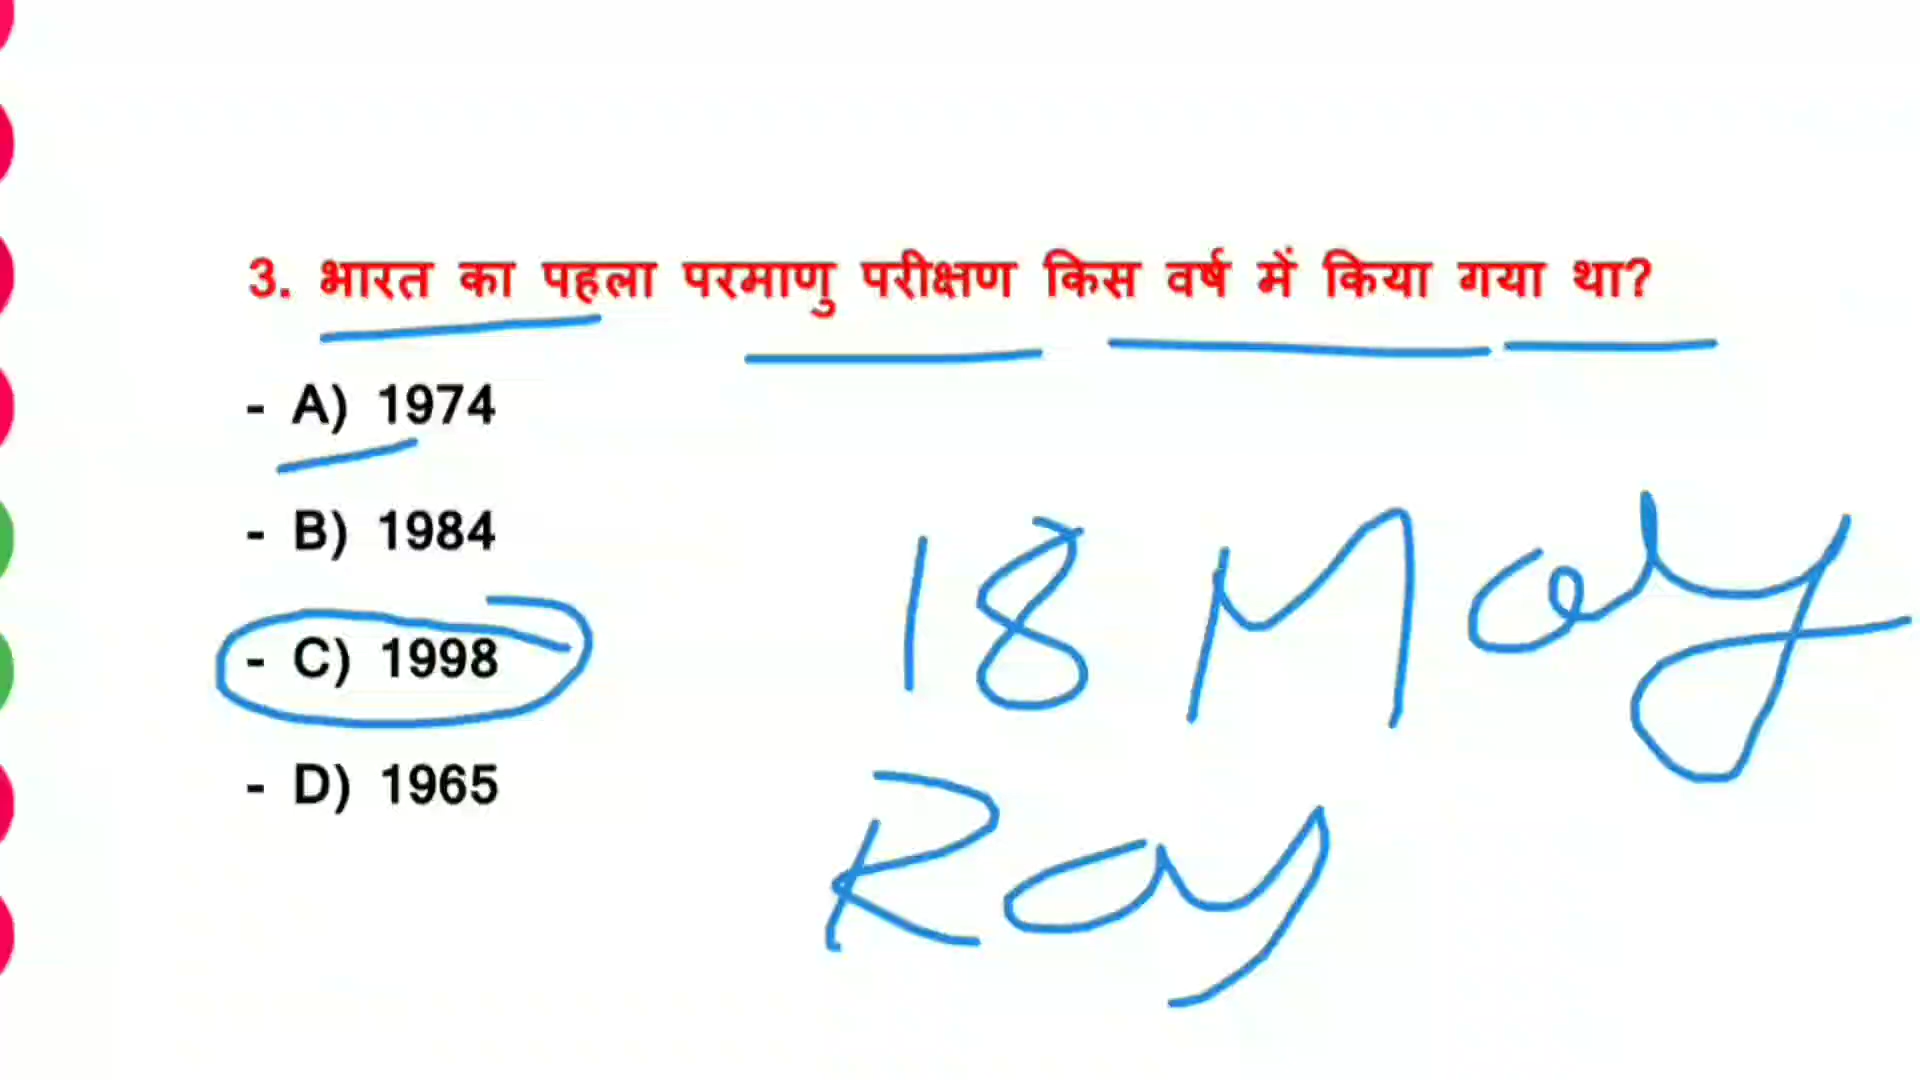 3. भारत का पहला परमाणु परीक्षण किस वर्ष में किया गया था?
- A) 1974
- B) 1984
- C) 1998
- D) 1965
18 May
Ray